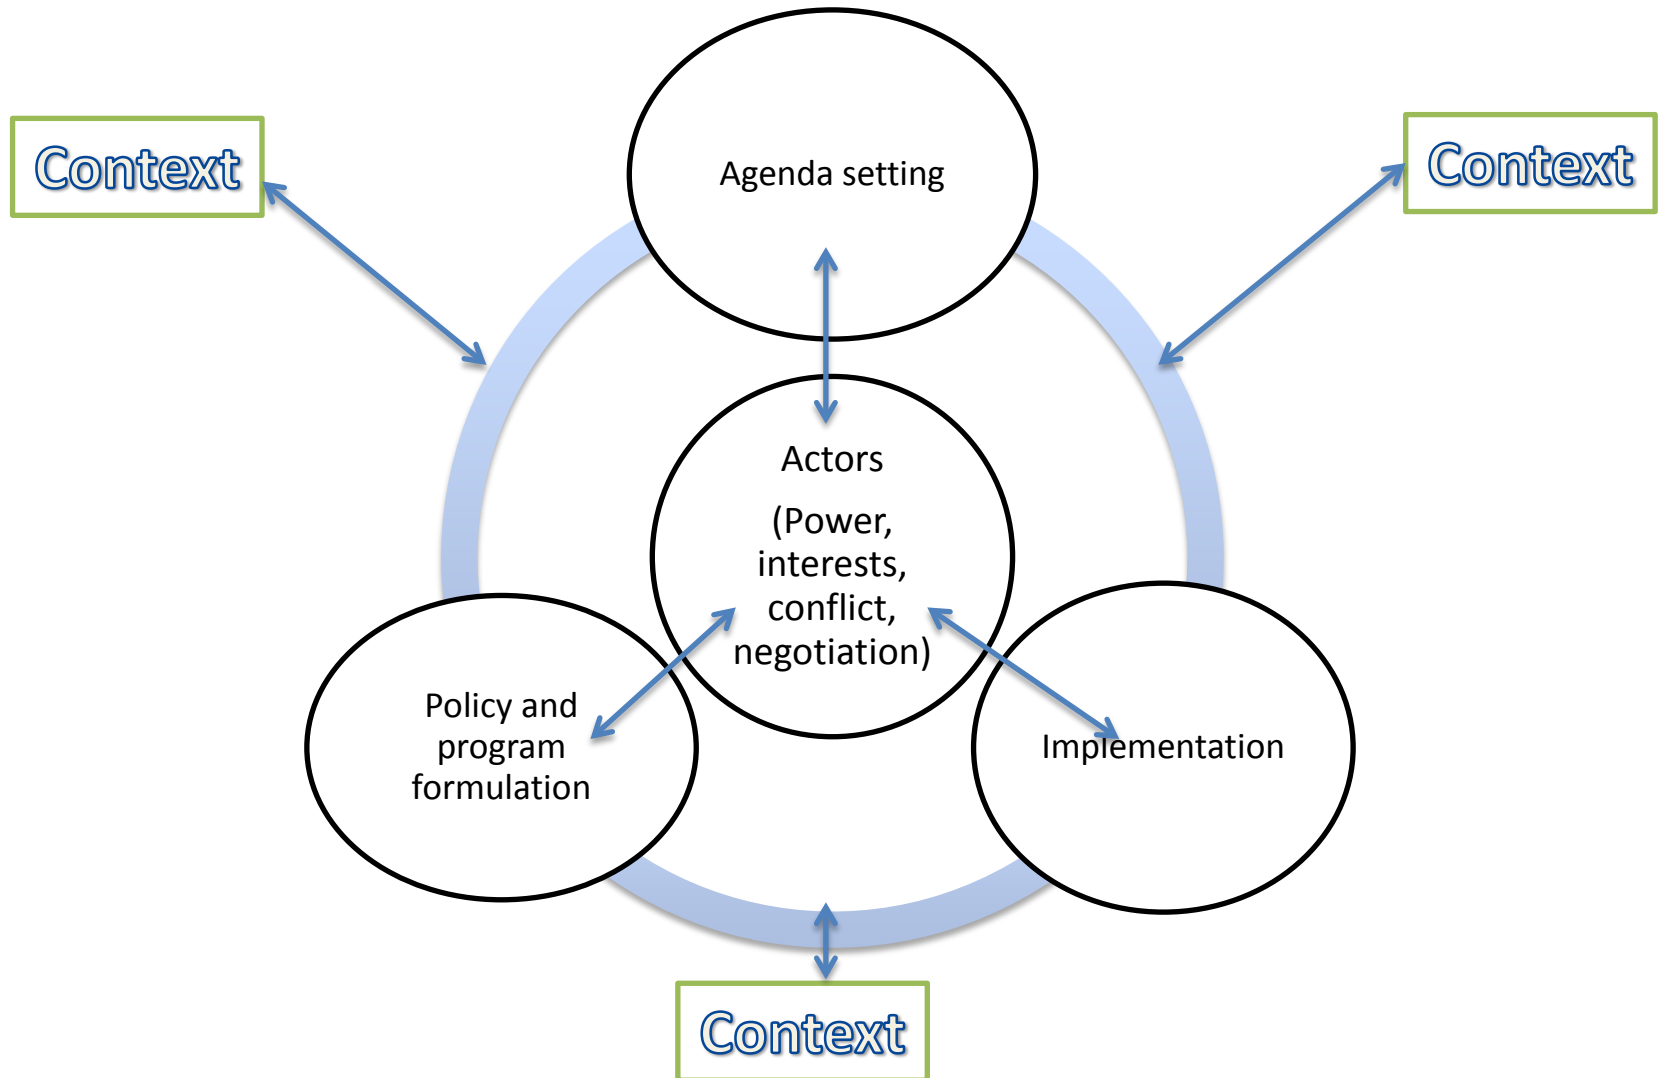 Agenda setting
Context
Context
Actors
(Power,
interests,
conflict,
negotiation)
Policy and
program
formulation
Implementation
Context